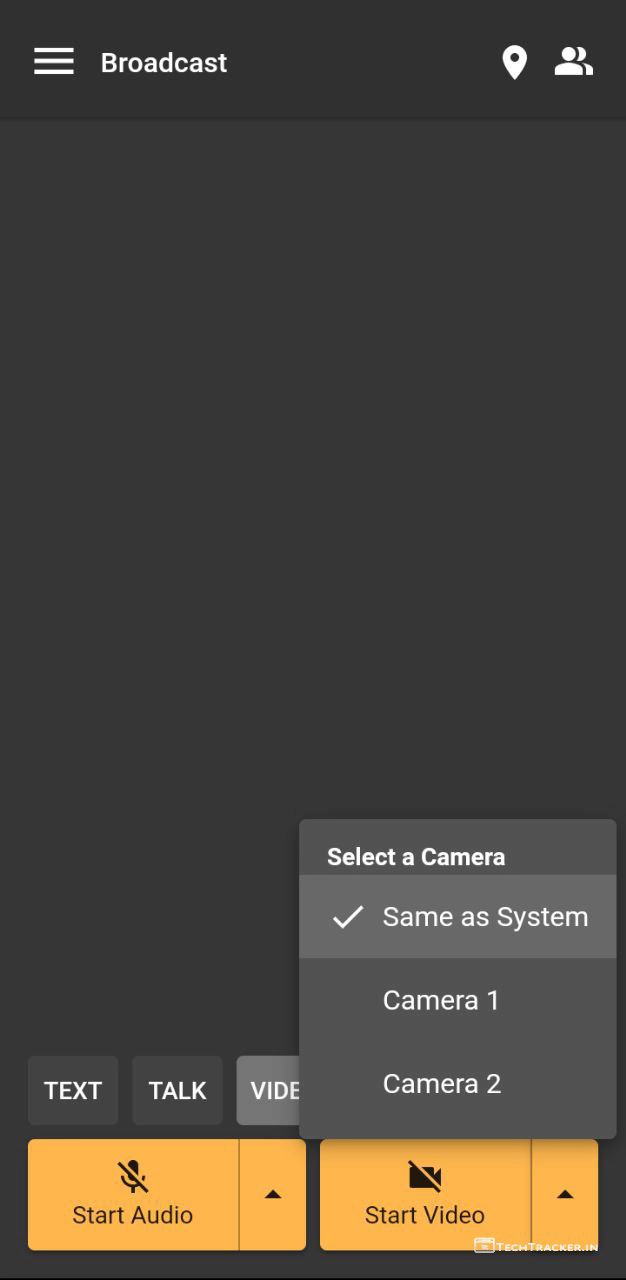 Broadcast
Select a Camera
Same as System
Camera 1
Camera 2
TEXT
TALK
VIDE
Start Audio
Start Video
TECHTRACKER.IN